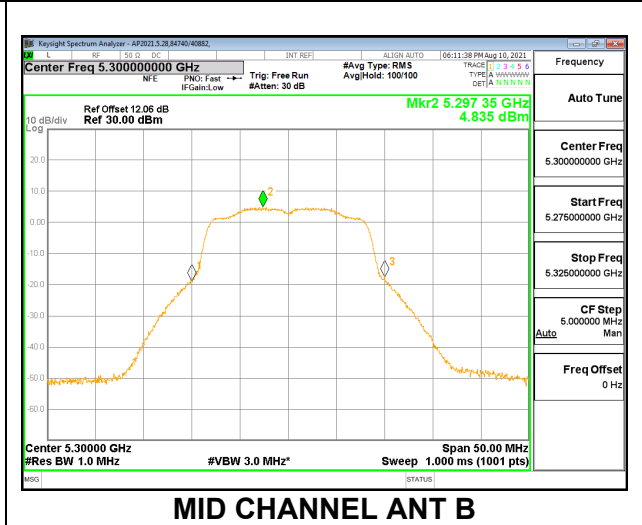 Keysight Spectrum Analyzer - AP2021.5.28,84740/40882,
L RF 50 Ω DC INT REF ALIGN AUTO 06:11:38 PM Aug 10, 2021
Center Freq 5.300000000 GHz
NFE
PNO: Fast
IFGain:Low
Trig: Free Run
#Atten: 30 dB
#Avg Type: RMS
Avg|Hold: 100/100
TRACE 1 2 3 4 5 6
TYPE A WWWWW
DET A N N N N N
Frequency
Auto Tune
Center Freq
5.300000000 GHz
Start Freq
5.275000000 GHz
Stop Freq
5.325000000 GHz
CF Step
5.000000 MHz
Auto Man
Freq Offset
0 Hz
Mkr2 5.297 35 GHz
4.835 dBm
Ref Offset 12.06 dB
10 dB/div Ref 30.00 dBm
Log
20.0
10.0
0.00
-10.0
-20.0
-30.0
-40.0
-50.0
-60.0
1
2
3
Center 5.30000 GHz Span 50.00 MHz
#Res BW 1.0 MHz #VBW 3.0 MHz* Sweep 1.000 ms (1001 pts)
MSG STATUS
MID CHANNEL ANT B